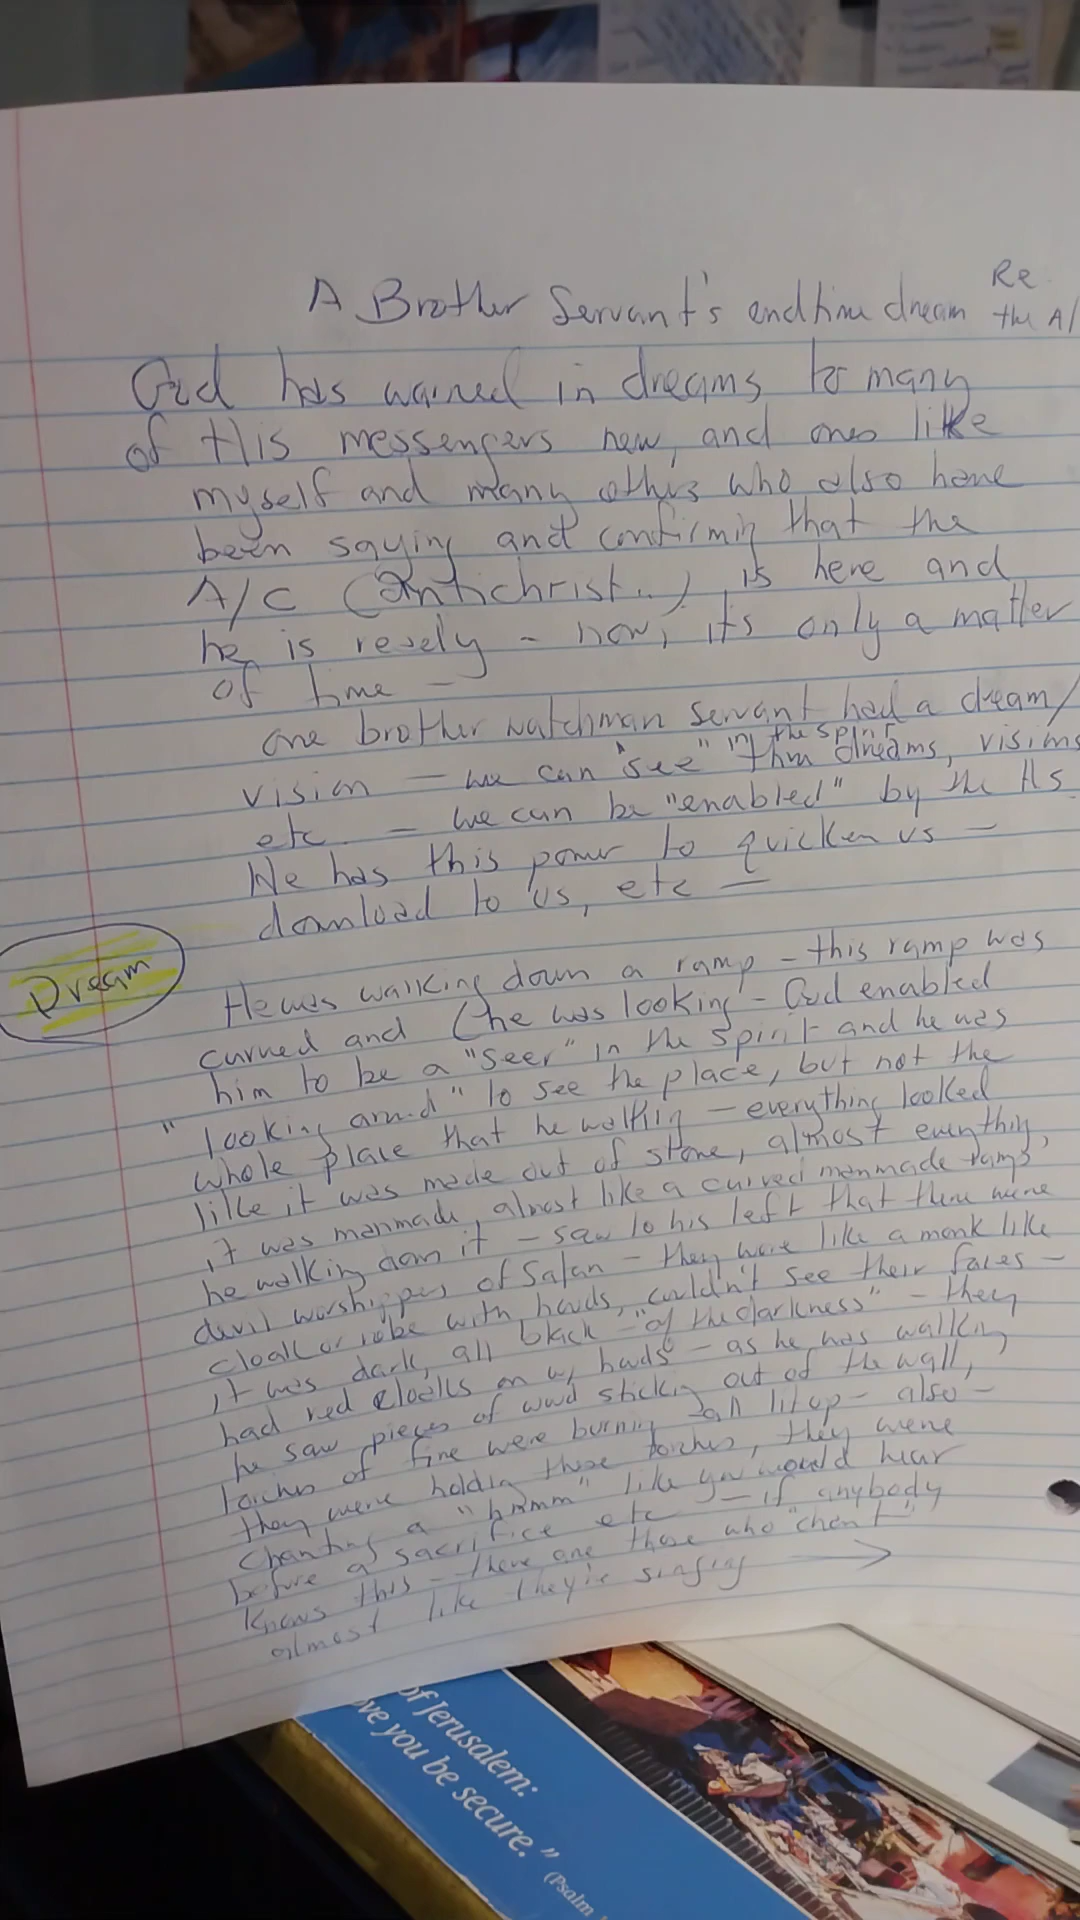 Re
A Brother Servant's endtime dream the A/
God has warned in dreams to many
of His messengers now, and ones like
myself and many others who also have
been saying and confirming that the
A/C (antichrist..) is here and
he is ready - now, it's only a matter
of time -
one brother watchman servant had a dream/
vision - we can "see" in the spirit thru dreams, visions
etc - we can be "enabled" by the HS
He has this power to quicken us -
download to us, etc -
Dream
He was walking down a ramp - this ramp was
curved and (he was looking - God enabled
him to be a "seer" in the spirit and he was
"looking around" to see the place, but not the
whole place that he walking - everything looked
like it was made out of stone, almost everything,
it was manmade, almost like a curved manmade ramp
he walking down it - saw to his left that there were
devil worshippers of Satan - they wore like a monk like
cloak or robe with hoods, couldn't see their faces -
it was dark, all black - "of the darkness" - they
had red cloaks on w/ hoods - as he was walking
he saw pieces of wood sticking out of the wall,
torches of fire were burning - all lit up - also -
they were holding those torches, they were
chanting a "hmmm" like you would hear
before a sacrifice etc - if anybody
knows this - there are those who "chant"
almost like they're singing →
of Jerusalem:
ve you be secure."
(Psalm